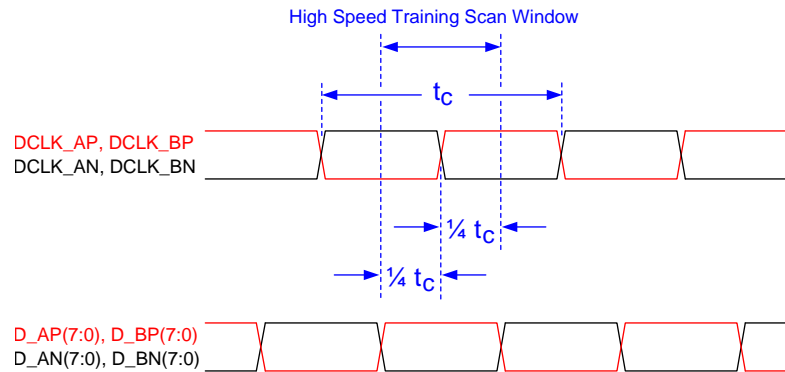 High Speed Training Scan Window
tc
DCLK_AP, DCLK_BP
DCLK_AN, DCLK_BN
¼ tc
¼ tc
D_AP(7:0), D_BP(7:0)
D_AN(7:0), D_BN(7:0)